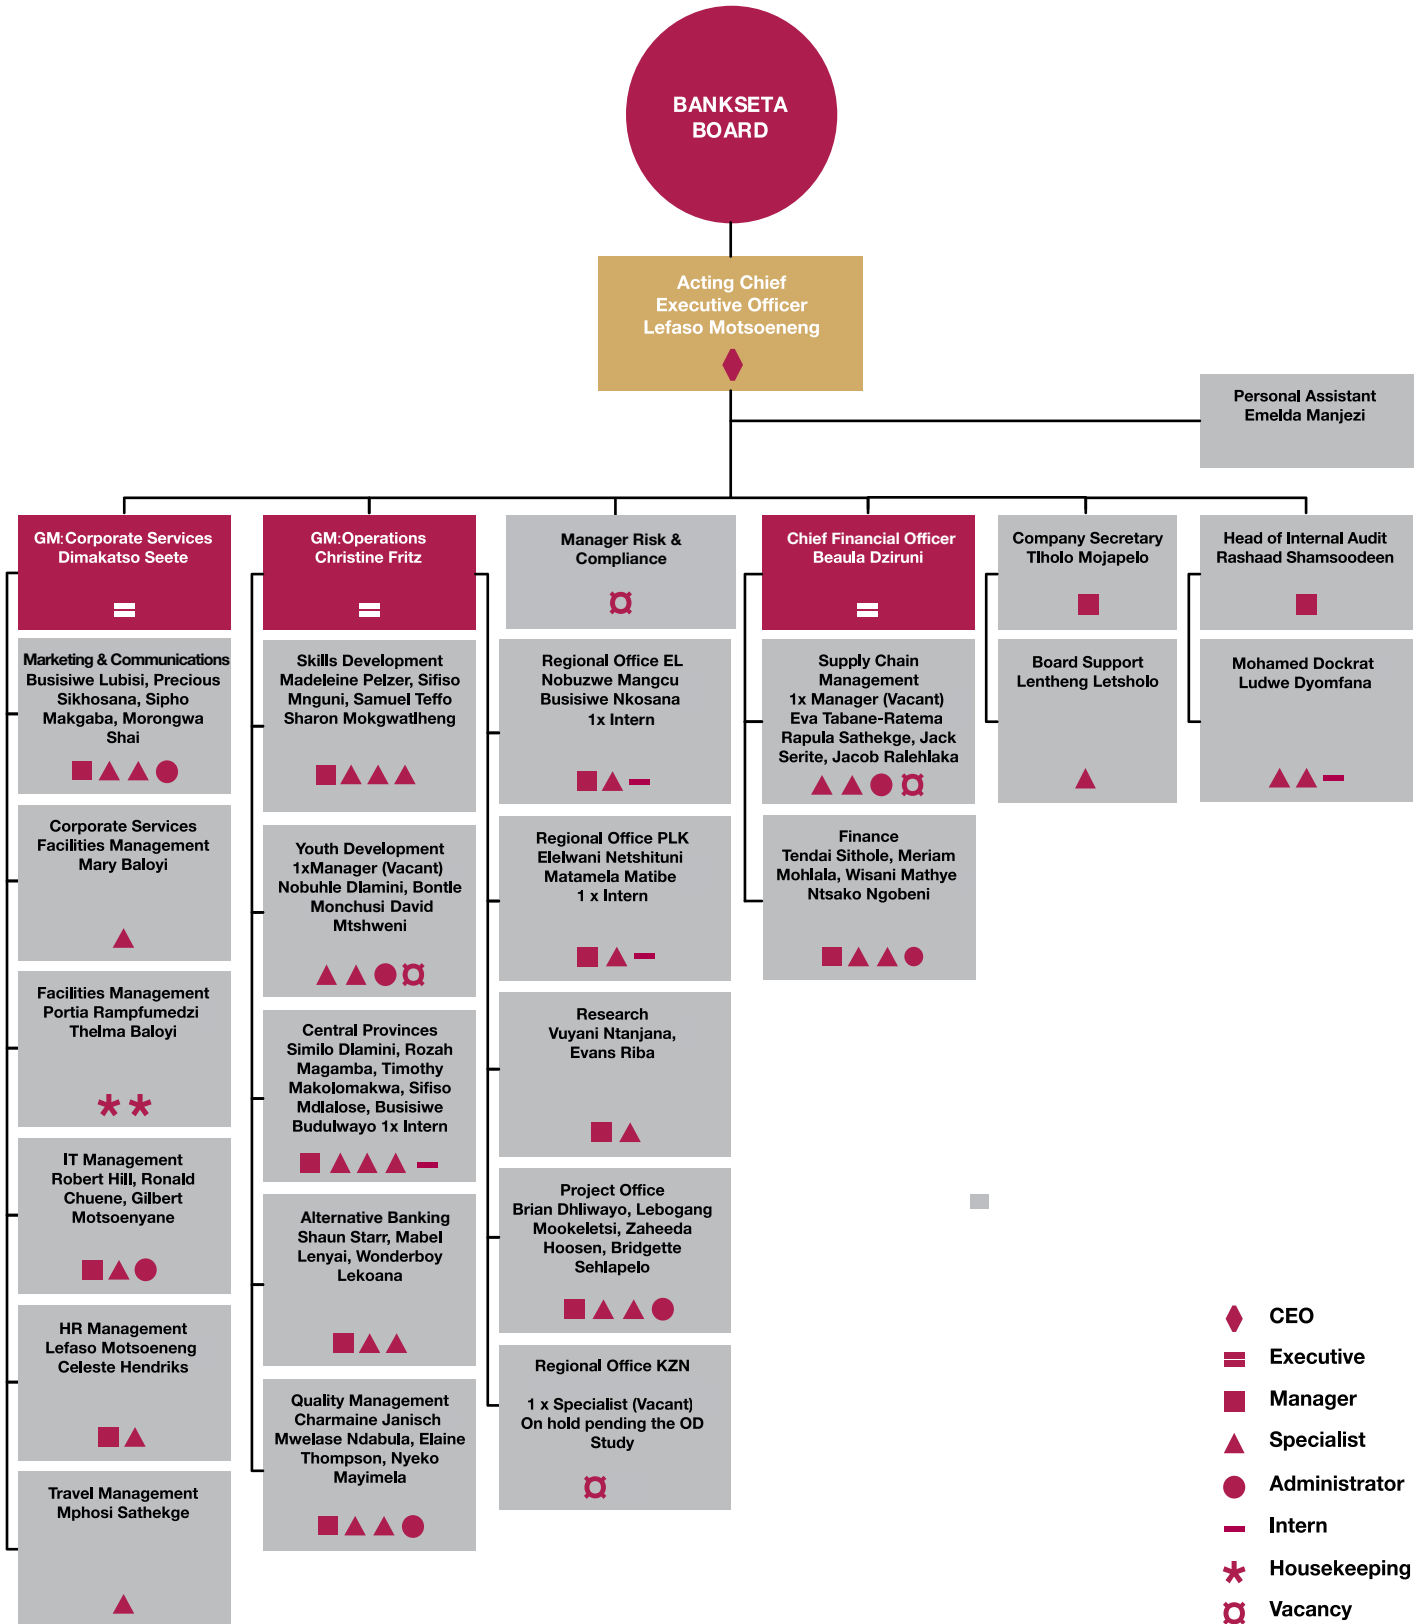 BANKSETA
BOARD
Acting Chief
Executive Officer
Lefaso Motsoeneng
Personal Assistant
Emelda Manjezi
GM:Corporate Services
Dimakatso Seete
GM:Operations
Christine Fritz
Manager Risk &
Compliance
Chief Financial Officer
Beaula Dziruni
Company Secretary
Tlholo Mojapelo
Head of Internal Audit
Rashaad Shamsoodeen
Marketing & Communications
Busisiwe Lubisi, Precious
Sikhosana, Sipho
Makgaba, Morongwa
Shai
Corporate Services
Facilities Management
Mary Baloyi
Facilities Management
Portia Rampfumedzi
Thelma Baloyi
IT Management
Robert Hill, Ronald
Chuene, Gilbert
Motsoenyane
HR Management
Lefaso Motsoeneng
Celeste Hendriks
Travel Management
Mphosi Sathekge
Skills Development
Madeleine Pelzer, Sifiso
Mnguni, Samuel Teffo
Sharon Mokgwatlheng
Youth Development
1xManager (Vacant)
Nobuhle Dlamini, Bontle
Monchusi David
Mtshweni
Central Provinces
Similo Dlamini, Rozah
Magamba, Timothy
Makolomakwa, Sifiso
Mdlalose, Busisiwe
Budulwayo 1x Intern
Alternative Banking
Shaun Starr, Mabel
Lenyai, Wonderboy
Lekoana
Quality Management
Charmaine Janisch
Mwelase Ndabula, Elaine
Thompson, Nyeko
Mayimela
Regional Office EL
Nobuzwe Mangcu
Busisiwe Nkosana
1x Intern
Regional Office PLK
Elelwani Netshituni
Matamela Matibe
1 x Intern
Research
Vuyani Ntanjana,
Evans Riba
Project Office
Brian Dhliwayo, Lebogang
Mookeletsi, Zaheeda
Hoosen, Bridgette
Sehlapelo
Regional Office KZN
1 x Specialist (Vacant)
On hold pending the OD
Study
Supply Chain
Management
1x Manager (Vacant)
Eva Tabane-Ratema
Rapula Sathekge, Jack
Serite, Jacob Ralehlaka
Finance
Tendai Sithole, Meriam
Mohlala, Wisani Mathye
Ntsako Ngobeni
Board Support
Lentheng Letsholo
Mohamed Dockrat
Ludwe Dyomfana
CEO
Executive
Manager
Specialist
Administrator
Intern
Housekeeping
Vacancy